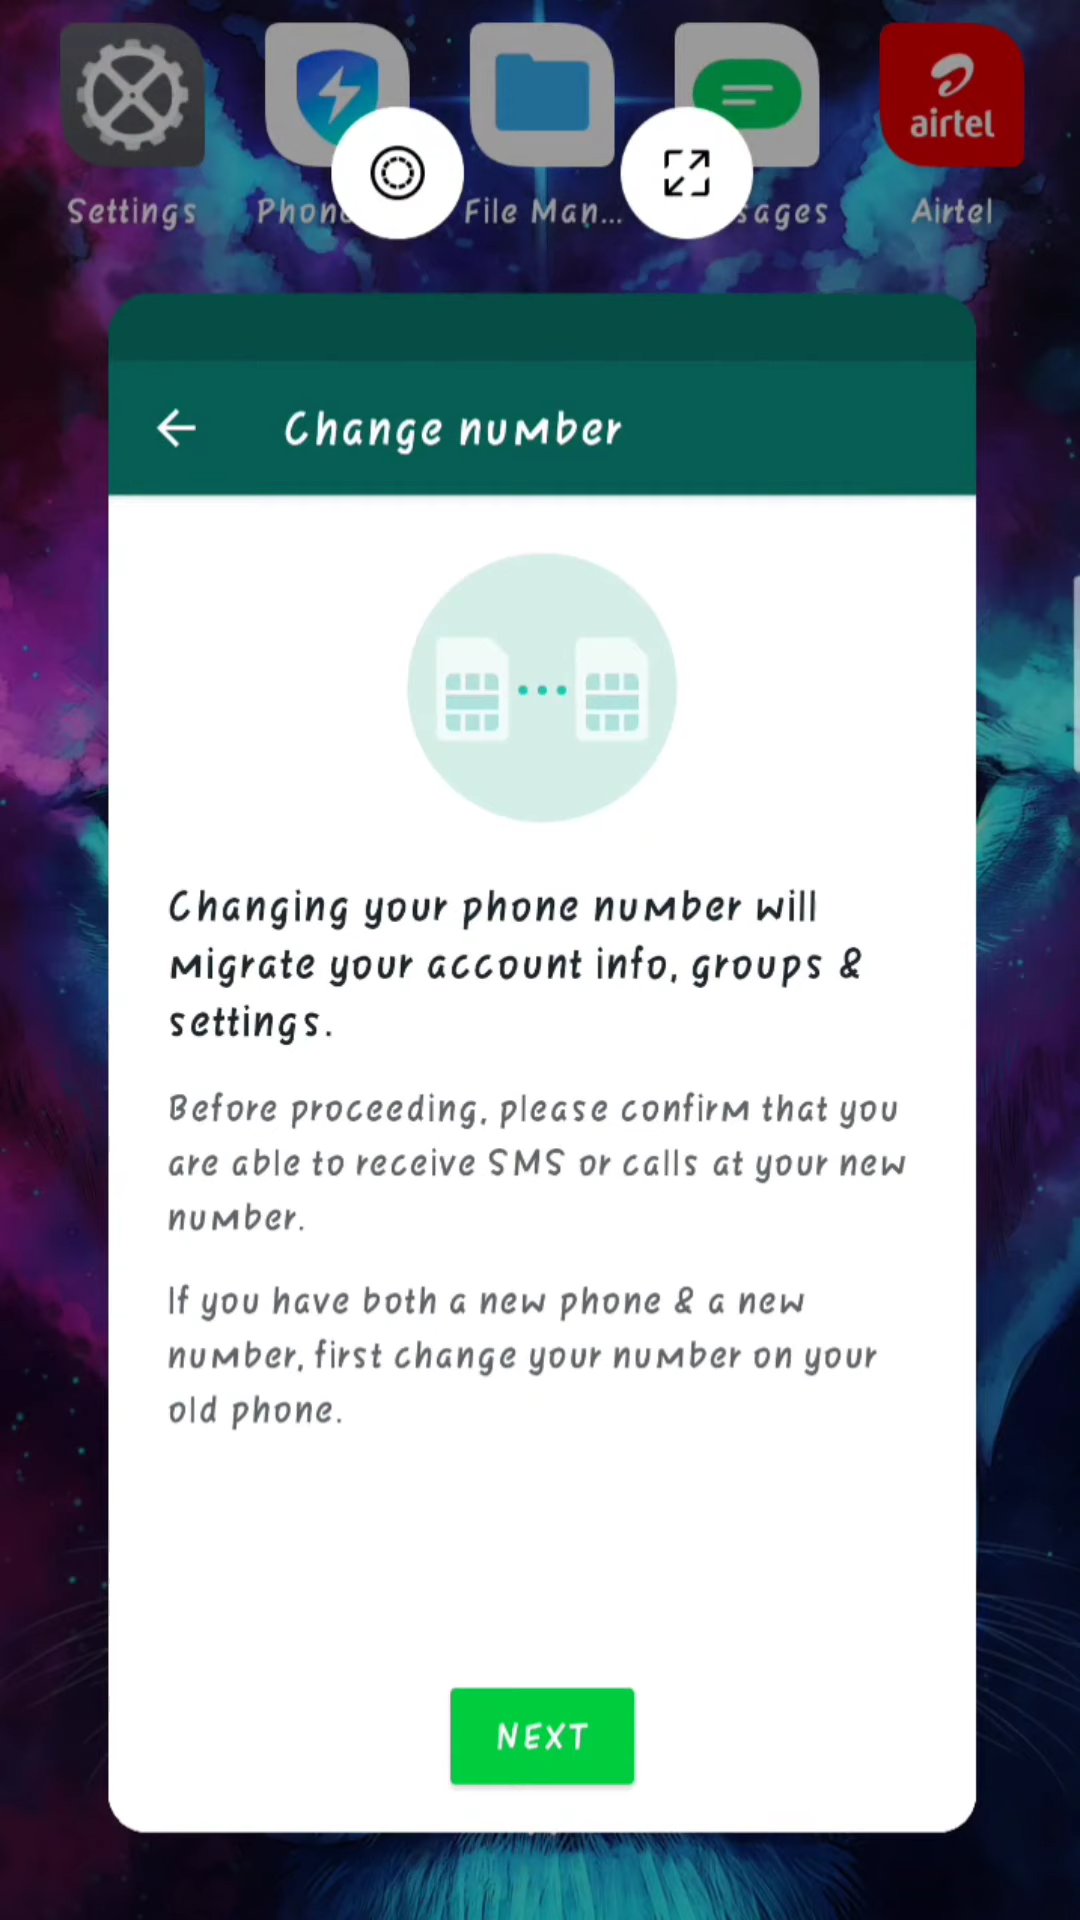 airtel
Settings
Phon
File Man...
sages
Airtel
Change number
Changing your phone number will
migrate your account info, groups &
settings.
Before proceeding, please confirm that you
are able to receive SMS or calls at your new
number.
If you have both a new phone & a new
number, first change your number on your
old phone.
NEXT